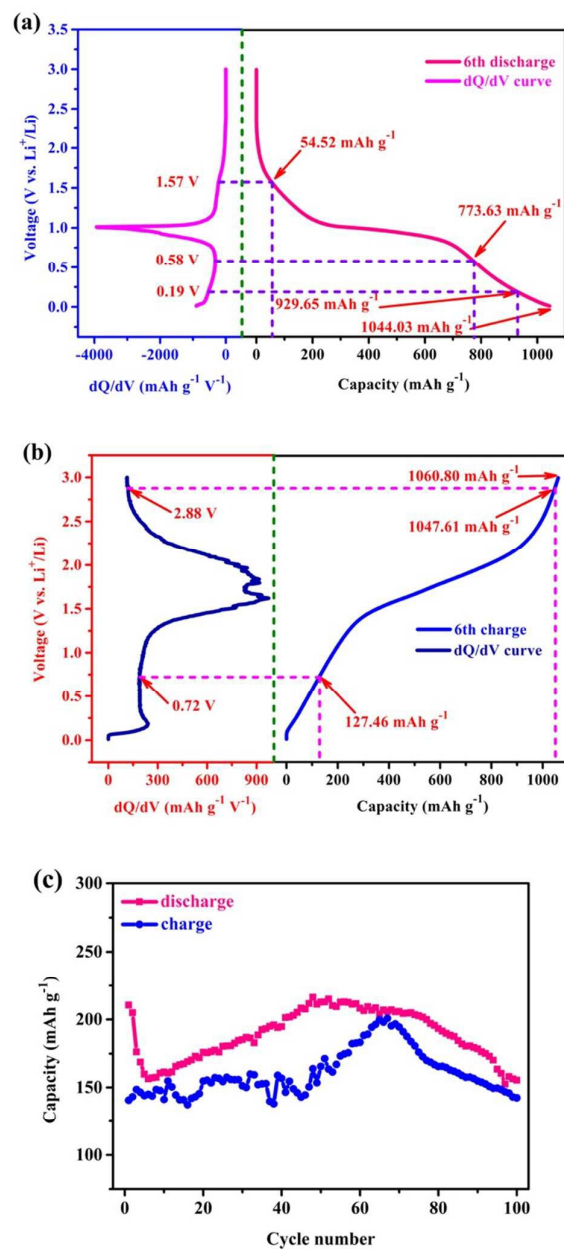 (a)
3.5
3.0
2.5
2.0
1.5
1.0
0.5
0.0
Voltage (V vs. Li⁺/Li)
6th discharge
dQ/dV curve
54.52 mAh g⁻¹
1.57 V
773.63 mAh g⁻¹
0.58 V
0.19 V
929.65 mAh g⁻¹
1044.03 mAh g⁻¹
-4000 -2000 0 0 200 400 600 800 1000
dQ/dV (mAh g⁻¹ V⁻¹) Capacity (mAh g⁻¹)
(b)
3.0
2.5
2.0
1.5
1.0
0.5
0.0
Voltage (V vs. Li⁺/Li)
1060.80 mAh g⁻¹
2.88 V
1047.61 mAh g⁻¹
6th charge
dQ/dV curve
0.72 V
127.46 mAh g⁻¹
0 300 600 900 0 200 400 600 800 1000
dQ/dV (mAh g⁻¹ V⁻¹) Capacity (mAh g⁻¹)
(c)
300
250
200
150
100
Capacity (mAh g⁻¹)
discharge
charge
0 20 40 60 80 100
Cycle number